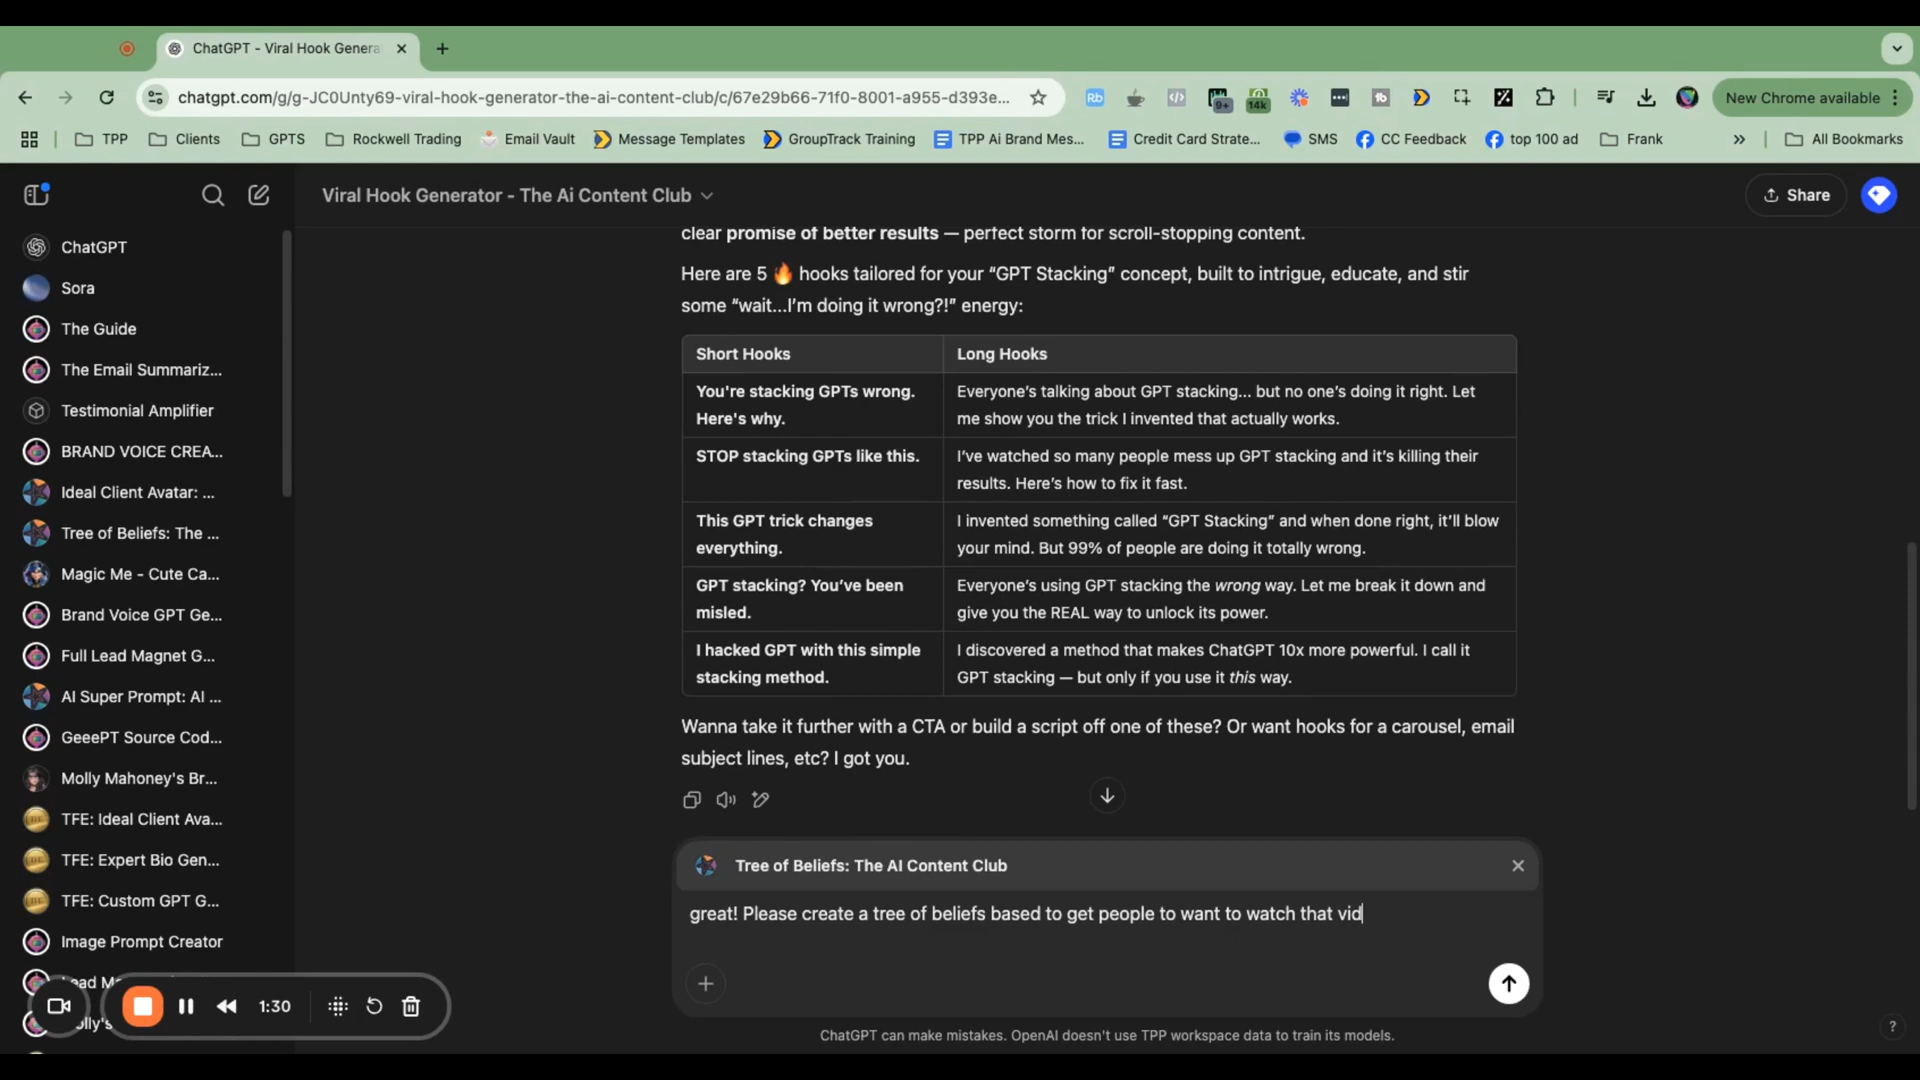 ChatGPT - Viral Hook Genera
chatgpt.com/g/g-JC0Unty69-viral-hook-generator-the-ai-content-club/c/67e29b66-71f0-8001-a955-d393e...
Rb
9+
14k
tb
New Chrome available
TPP
Clients
GPTS
Rockwell Trading
Email Vault
Message Templates
GroupTrack Training
TPP Ai Brand Mes...
Credit Card Strate...
SMS
CC Feedback
top 100 ad
Frank
»
All Bookmarks
Viral Hook Generator - The Ai Content Club
Share
ChatGPT
Sora
The Guide
The Email Summariz...
Testimonial Amplifier
BRAND VOICE CREA...
Ideal Client Avatar: ...
Tree of Beliefs: The ...
Magic Me - Cute Ca...
Brand Voice GPT Ge...
Full Lead Magnet G...
AI Super Prompt: AI ...
GeeePT Source Cod...
Molly Mahoney's Br...
TFE: Ideal Client Ava...
TFE: Expert Bio Gen...
TFE: Custom GPT G...
Image Prompt Creator
1:30
clear promise of better results — perfect storm for scroll-stopping content.
Here are 5 🔥 hooks tailored for your “GPT Stacking” concept, built to intrigue, educate, and stir
some “wait...I’m doing it wrong?!” energy:
Short Hooks
Long Hooks
You're stacking GPTs wrong.
Here's why.
Everyone’s talking about GPT stacking... but no one’s doing it right. Let
me show you the trick I invented that actually works.
STOP stacking GPTs like this.
I’ve watched so many people mess up GPT stacking and it’s killing their
results. Here’s how to fix it fast.
This GPT trick changes
everything.
I invented something called “GPT Stacking” and when done right, it’ll blow
your mind. But 99% of people are doing it totally wrong.
GPT stacking? You’ve been
misled.
Everyone’s using GPT stacking the wrong way. Let me break it down and
give you the REAL way to unlock its power.
I hacked GPT with this simple
stacking method.
I discovered a method that makes ChatGPT 10x more powerful. I call it
GPT stacking — but only if you use it this way.
Wanna take it further with a CTA or build a script off one of these? Or want hooks for a carousel, email
subject lines, etc? I got you.
Tree of Beliefs: The AI Content Club
great! Please create a tree of beliefs based to get people to want to watch that vid
ChatGPT can make mistakes. OpenAI doesn't use TPP workspace data to train its models.
?